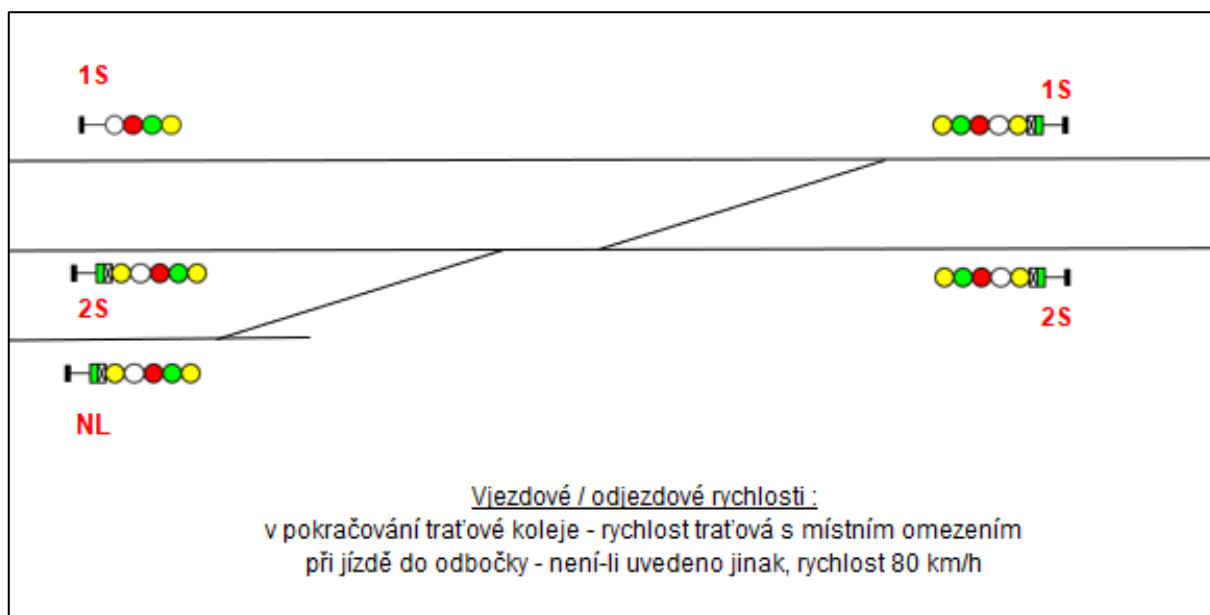 1S
1S
2S
2S
NL
Vjezdové / odjezdové rychlosti :
v pokračování traťové koleje - rychlost traťová s místním omezením
při jízdě do odbočky - není-li uvedeno jinak, rychlost 80 km/h